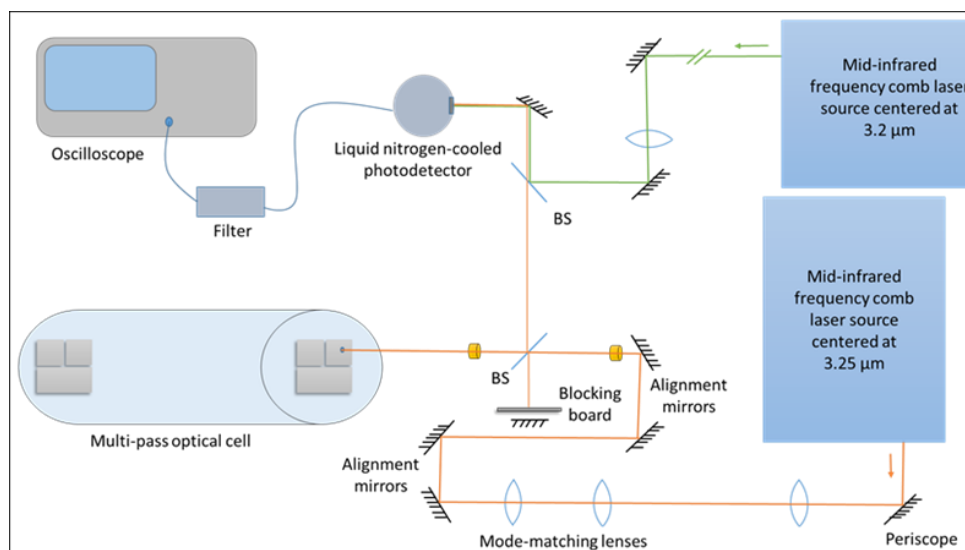 Mid-infrared
frequency comb laser
source centered at
3.2 µm
Oscilloscope
Liquid nitrogen-cooled
photodetector
Filter
BS
Mid-infrared
frequency comb
laser source
centered at
3.25 µm
BS
Blocking
board
Alignment
mirrors
Multi-pass optical cell
Alignment
mirrors
Mode-matching lenses
Periscope